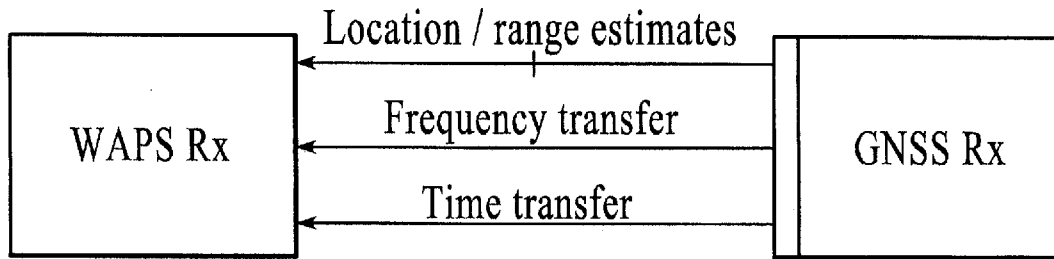 Location / range estimates
WAPS Rx
Frequency transfer
GNSS Rx
Time transfer